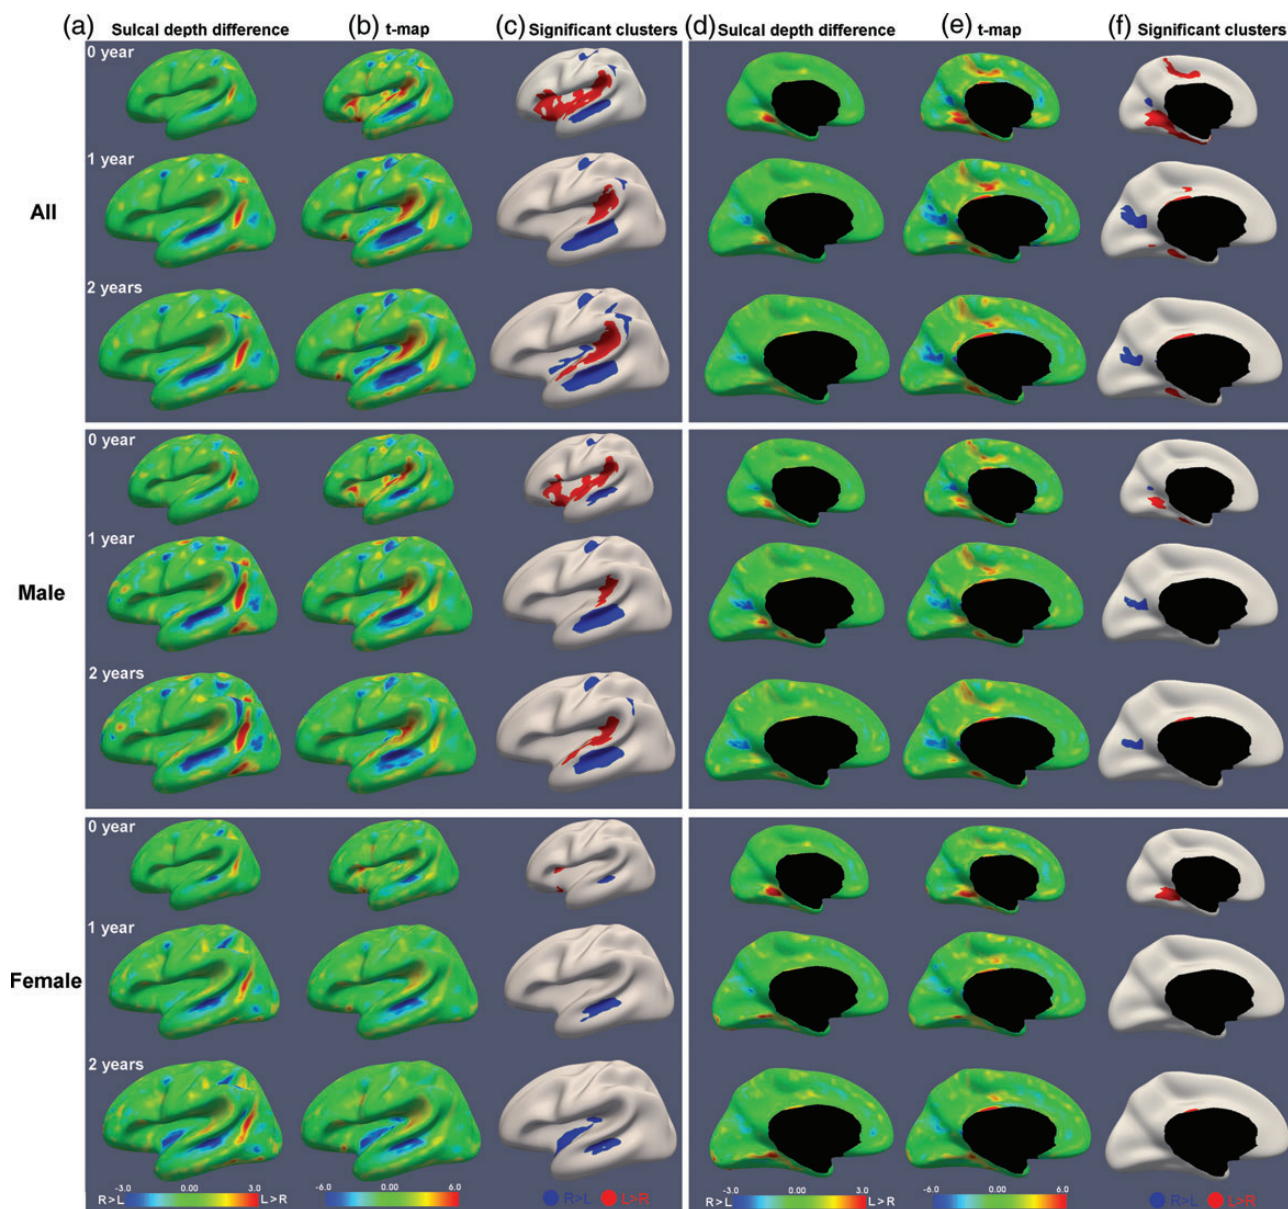 (a) Sulcal depth difference (b) t-map (c) Significant clusters (d) Sulcal depth difference (e) t-map (f) Significant clusters
0 year
1 year
All
2 years
0 year
1 year
Male
2 years
0 year
1 year
Female
2 years
-3.0 0.00 3.0 -6.0 0.00 6.0 -3.0 0.00 3.0 -6.0 0.00 6.0
R>L L>R R>L L>R R>L L>R R>L L>R